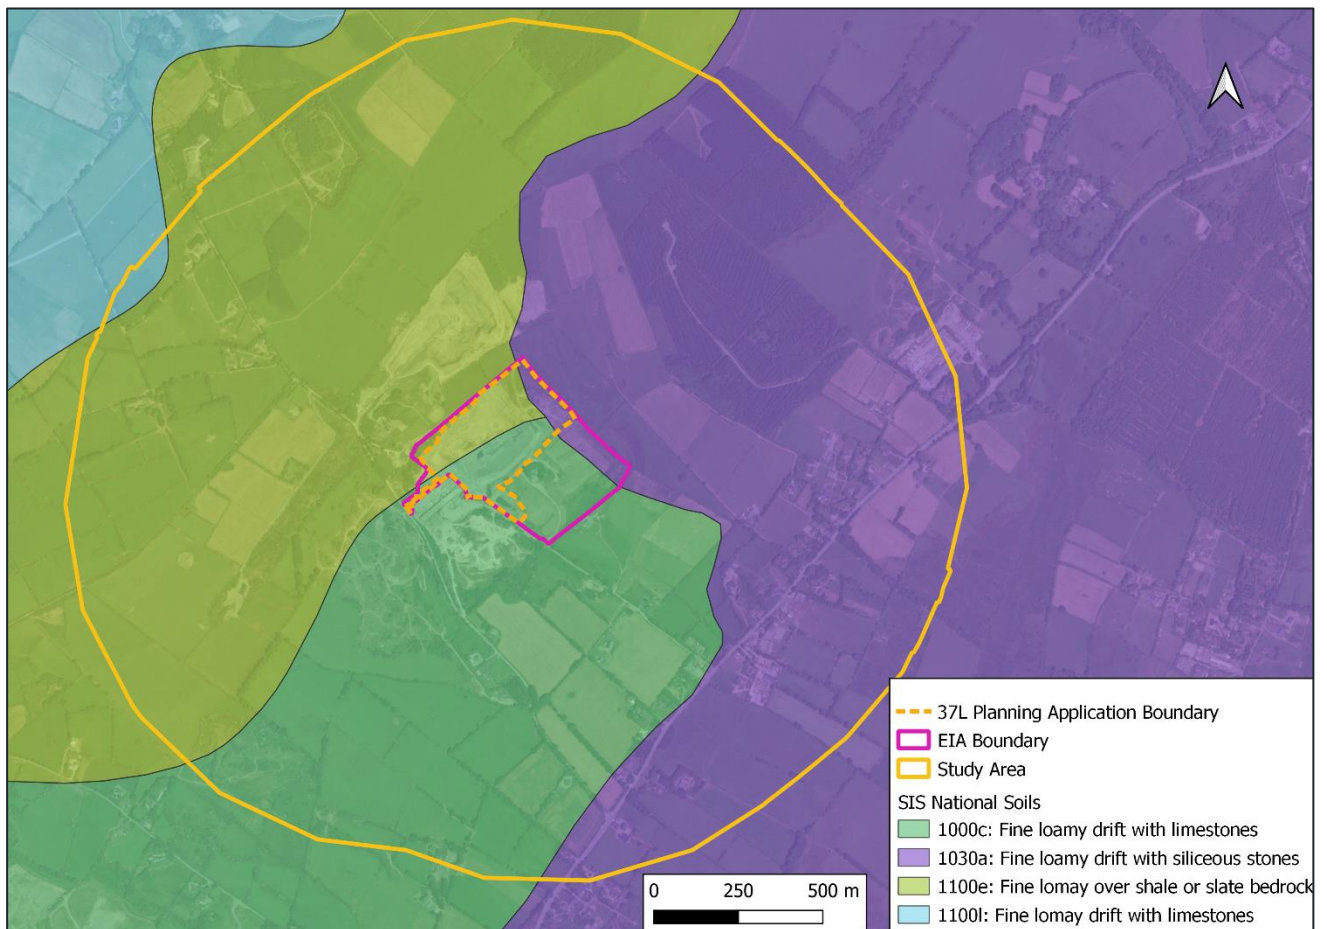 37L Planning Application Boundary
EIA Boundary
Study Area
SIS National Soils
1000c: Fine loamy drift with limestones
1030a: Fine loamy drift with siliceous stones
1100e: Fine lomay over shale or slate bedrock
1100l: Fine lomay drift with limestones
0 250 500 m